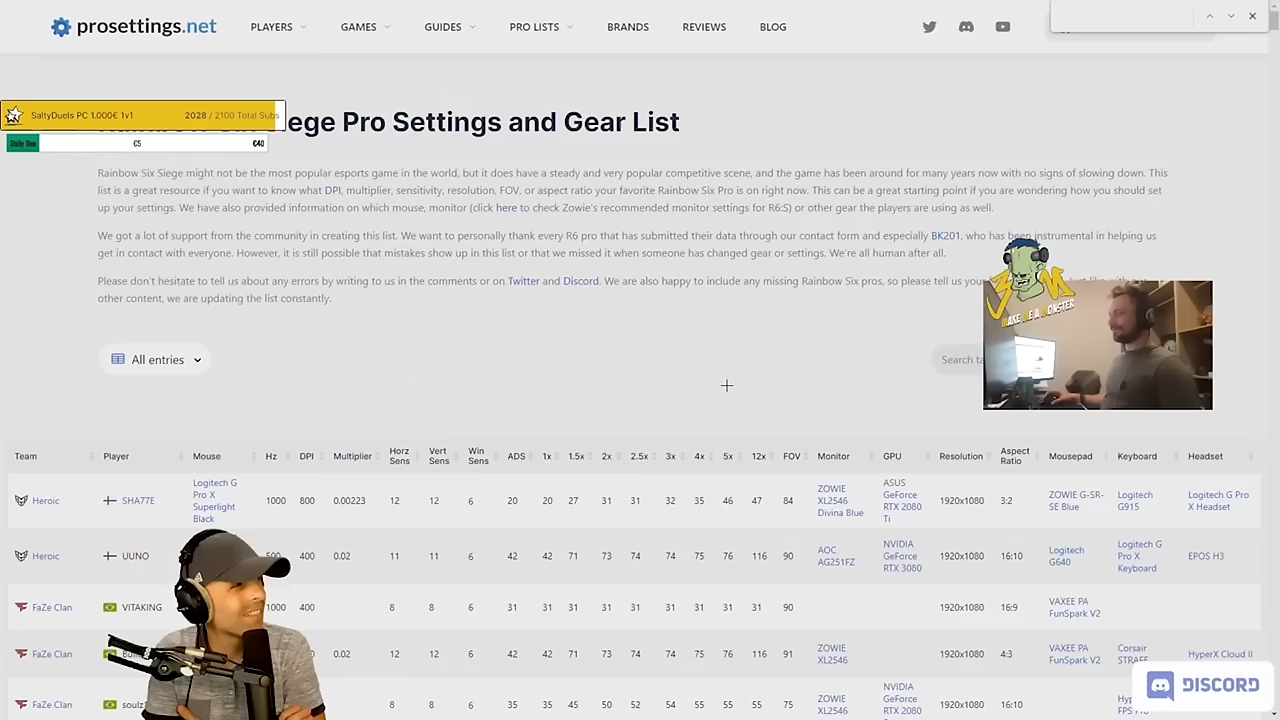 prosettings.net PLAYERS GAMES GUIDES PRO LISTS BRANDS REVIEWS BLOG
SaltyDuels PC 1.000€ 1v1 2028 / 2100 Total Subs
iege Pro Settings and Gear List
€5 €40
Rainbow Six Siege might not be the most popular esports game in the world, but it does have a steady and very popular competitive scene, and the game has been around for many years now with no signs of slowing down. This
list is a great resource if you want to know what DPI, multiplier, sensitivity, resolution, FOV, or aspect ratio your favorite Rainbow Six Pro is on right now. This can be a great starting point if you are wondering how you should set
up your settings. We have also provided information on which mouse, monitor (click here to check Zowie's recommended monitor settings for R6:S) or other gear the players are using as well.
We got a lot of support from the community in creating this list. We want to personally thank every R6 pro that has submitted their data through our contact form and especially BK201, who has been instrumental in helping us
get in contact with everyone. However, it is still possible that mistakes show up in this list or that we missed it when someone has changed gear or settings. We're all human after all.
Please don't hesitate to tell us about any errors by writing to us in the comments or on Twitter and Discord. We are also happy to include any missing Rainbow Six pros, so please tell us
other content, we are updating the list constantly.
MAKE ME A MONSTER
All entries
Search
Team Player Mouse Hz DPI Multiplier Horz Sens Vert Sens Win Sens ADS 1x 1.5x 2x 2.5x 3x 4x 5x 12x FOV Monitor GPU Resolution Aspect Ratio Mousepad Keyboard Headset
Heroic SHA77E Logitech G Pro X Superlight Black 1000 800 0.00223 12 12 6 20 20 27 31 31 32 35 46 47 84 ZOWIE XL2546 Divina Blue ASUS GeForce RTX 2080 Ti 1920x1080 3:2 ZOWIE G-SR-SE Blue Logitech G915 Logitech G Pro X Headset
Heroic UUNO 500 400 0.02 11 11 6 42 42 71 73 74 74 75 76 116 90 AOC AG251FZ NVIDIA GeForce RTX 3080 1920x1080 16:10 Logitech G640 Logitech G Pro X Keyboard EPOS H3
FaZe Clan VITAKING 1000 400 8 8 6 31 31 31 31 31 31 31 31 31 90 1920x1080 16:9 VAXEE PA FunSpark V2
FaZe Clan 0.02 12 12 6 42 42 71 73 74 74 75 76 116 91 ZOWIE XL2546 1920x1080 4:3 VAXEE PA FunSpark V2 Corsair STRAFE HyperX Cloud II
FaZe Clan soulz 8 8 6 35 35 45 50 52 54 55 55 55 75 ZOWIE XL2546 NVIDIA GeForce 1920x1080 16:10
DISCORD